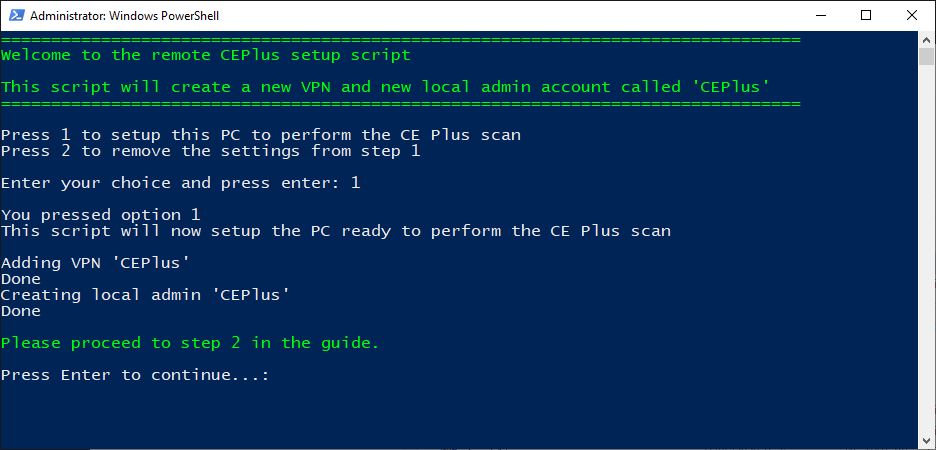 Administrator: Windows PowerShell
================================================================================
Welcome to the remote CEPlus setup script
This script will create a new VPN and new local admin account called 'CEPlus'
================================================================================
Press 1 to setup this PC to perform the CE Plus scan
Press 2 to remove the settings from step 1
Enter your choice and press enter: 1
You pressed option 1
This script will now setup the PC ready to perform the CE Plus scan
Adding VPN 'CEPlus'
Done
Creating local admin 'CEPlus'
Done
Please proceed to step 2 in the guide.
Press Enter to continue...: